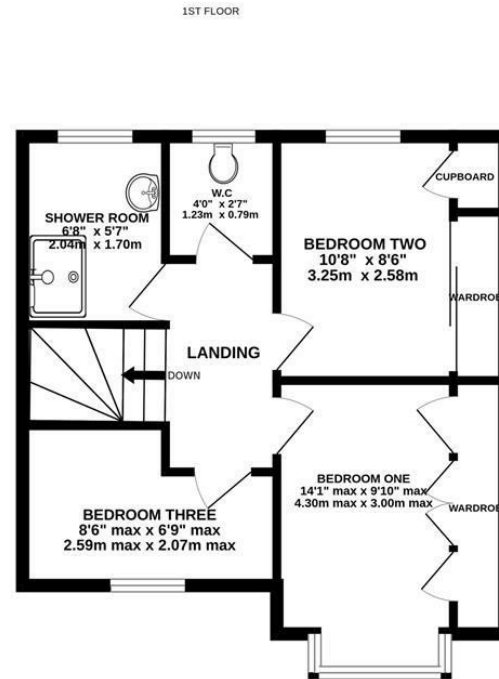 1ST FLOOR
SHOWER ROOM
6'8" x 5'7"
2.04m x 1.70m
W.C
4'0" x 2'7"
1.23m x 0.79m
BEDROOM TWO
10'8" x 8'6"
3.25m x 2.58m
CUPBOARD
WARDROBE
LANDING
DOWN
BEDROOM ONE
14'1" max x 9'10" max
4.30m max x 3.00m max
WARDROBE
BEDROOM THREE
8'6" max x 6'9" max
2.59m max x 2.07m max